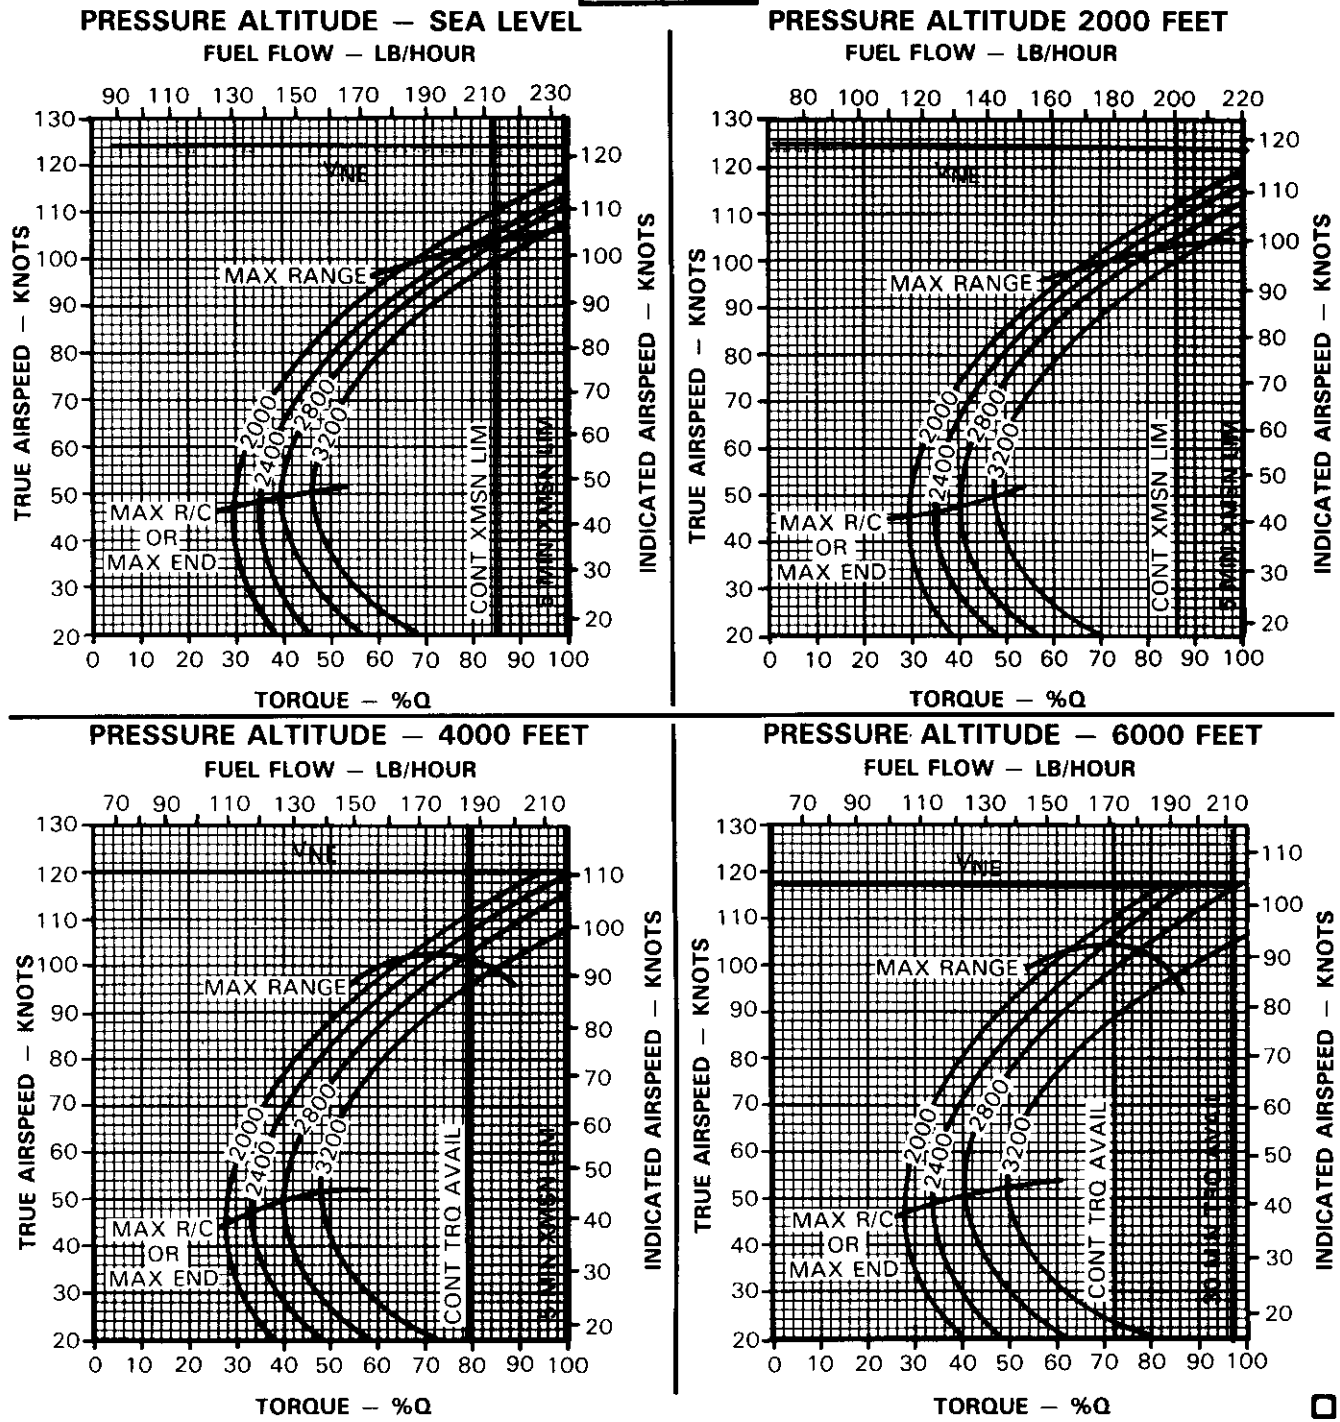 PRESSURE ALTITUDE — SEA LEVEL
FUEL FLOW — LB/HOUR
90 110 130 150 170 190 210 230
130
120
110
100
90
80
70
60
50
40
30
20
TRUE AIRSPEED — KNOTS
VNE
MAX RANGE
2000
2400
2800
3200
MAX R/C
OR
MAX END
CONT XMSN LIM
5 MIN XMSN LIM
120
110
100
90
80
70
60
50
40
30
20
INDICATED AIRSPEED — KNOTS
0 10 20 30 40 50 60 70 80 90 100
TORQUE — %Q
PRESSURE ALTITUDE 2000 FEET
FUEL FLOW — LB/HOUR
80 100 120 140 160 180 200 220
130
120
110
100
90
80
70
60
50
40
30
20
TRUE AIRSPEED — KNOTS
VNE
MAX RANGE
2000
2400
2800
3200
MAX R/C
OR
MAX END
CONT XMSN LIM
5 MIN XMSN LIM
120
110
100
90
80
70
60
50
40
30
20
INDICATED AIRSPEED — KNOTS
0 10 20 30 40 50 60 70 80 90 100
TORQUE — %Q
PRESSURE ALTITUDE — 4000 FEET
FUEL FLOW — LB/HOUR
70 90 110 130 150 170 190 210
130
120
110
100
90
80
70
60
50
40
30
20
TRUE AIRSPEED — KNOTS
VNE
MAX RANGE
2000
2400
2800
3200
MAX R/C
OR
MAX END
CONT TRQ AVAIL
5 MIN XMSN LIM
110
100
90
80
70
60
50
40
30
20
INDICATED AIRSPEED — KNOTS
0 10 20 30 40 50 60 70 80 90 100
TORQUE — %Q
PRESSURE ALTITUDE — 6000 FEET
FUEL FLOW — LB/HOUR
70 90 110 130 150 170 190 210
130
120
110
100
90
80
70
60
50
40
30
20
TRUE AIRSPEED — KNOTS
VNE
MAX RANGE
2000
2400
2800
3200
MAX R/C
OR
MAX END
CONT TRQ AVAIL
30 MIN TRQ AVAIL
110
100
90
80
70
60
50
40
30
20
INDICATED AIRSPEED — KNOTS
0 10 20 30 40 50 60 70 80 90 100
TORQUE — %Q